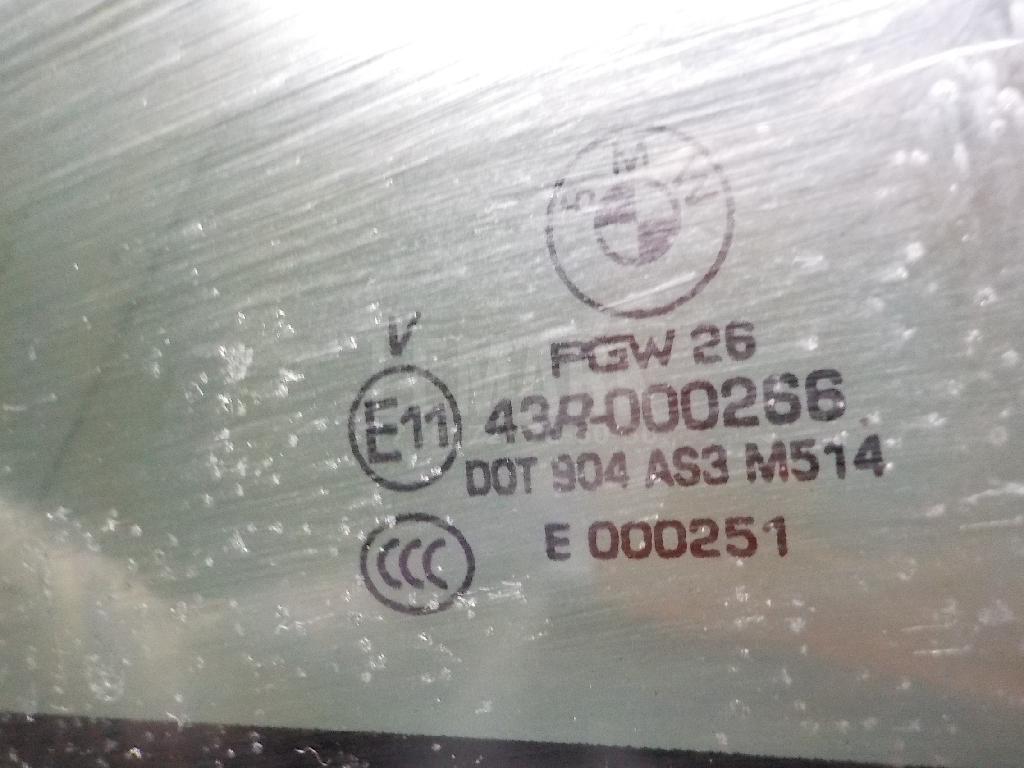 BMW
PGW 26
V
E11 43R-000266
DOT 904 AS3 M514
CCC
E 000251